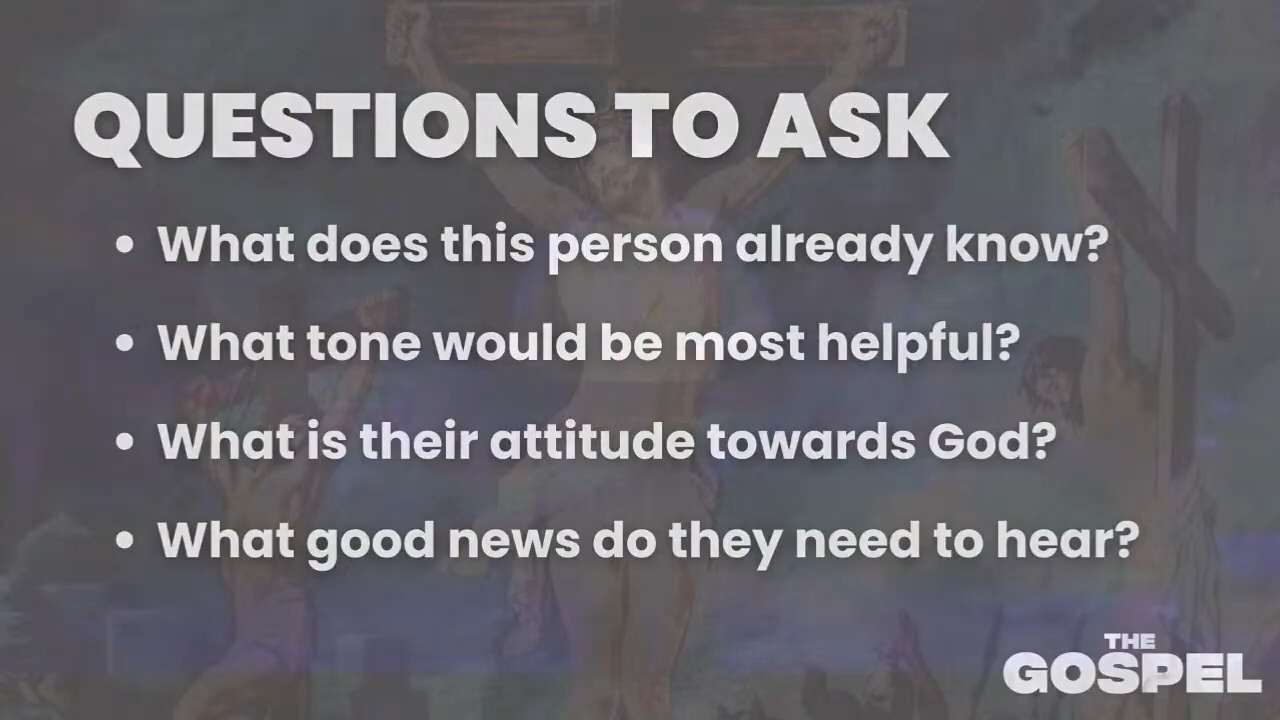 QUESTIONS TO ASK
• What does this person already know?
• What tone would be most helpful?
• What is their attitude towards God?
• What good news do they need to hear?
THE
GOSPEL